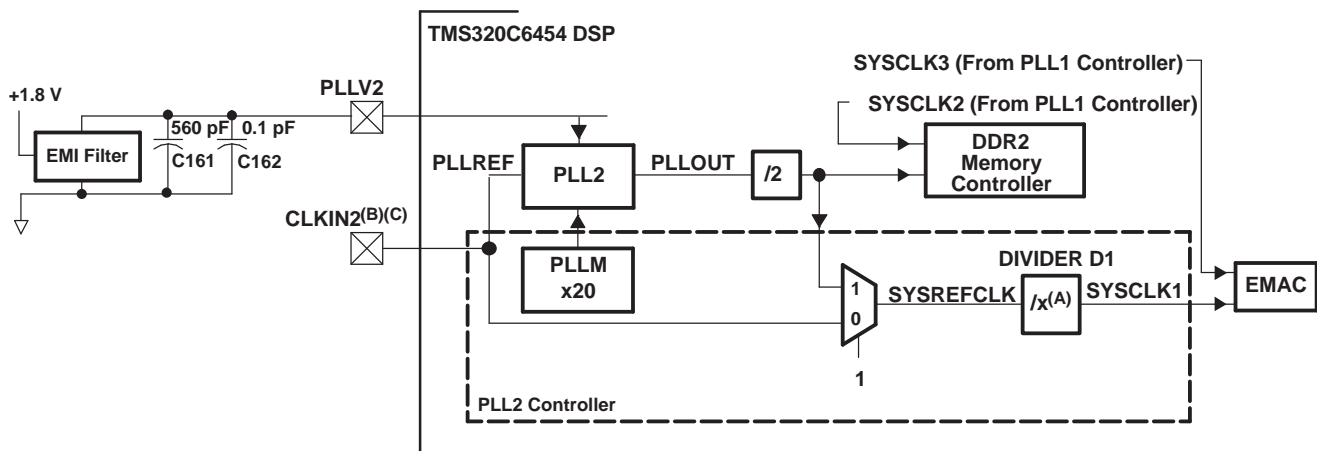 TMS320C6454 DSP
SYSCLK3 (From PLL1 Controller)
SYSCLK2 (From PLL1 Controller)
+1.8 V
PLLV2
560 pF
0.1 pF
EMI Filter
C161
C162
PLLREF
PLL2
PLLOUT
/2
DDR2
Memory
Controller
CLKIN2(B)(C)
PLLM
x20
DIVIDER D1
1
0
SYSREFCLK
/x(A)
SYSCLK1
EMAC
1
PLL2 Controller